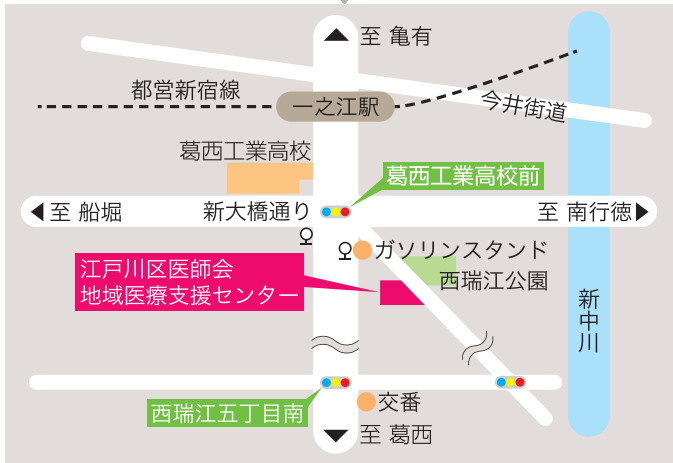 至 亀有
都営新宿線
一之江駅
今井街道
葛西工業高校
葛西工業高校前
至 船堀
新大橋通り
至 南行徳
ガソリンスタンド
江戸川区医師会
地域医療支援センター
西瑞江公園
新中川
西瑞江五丁目南
交番
至 葛西